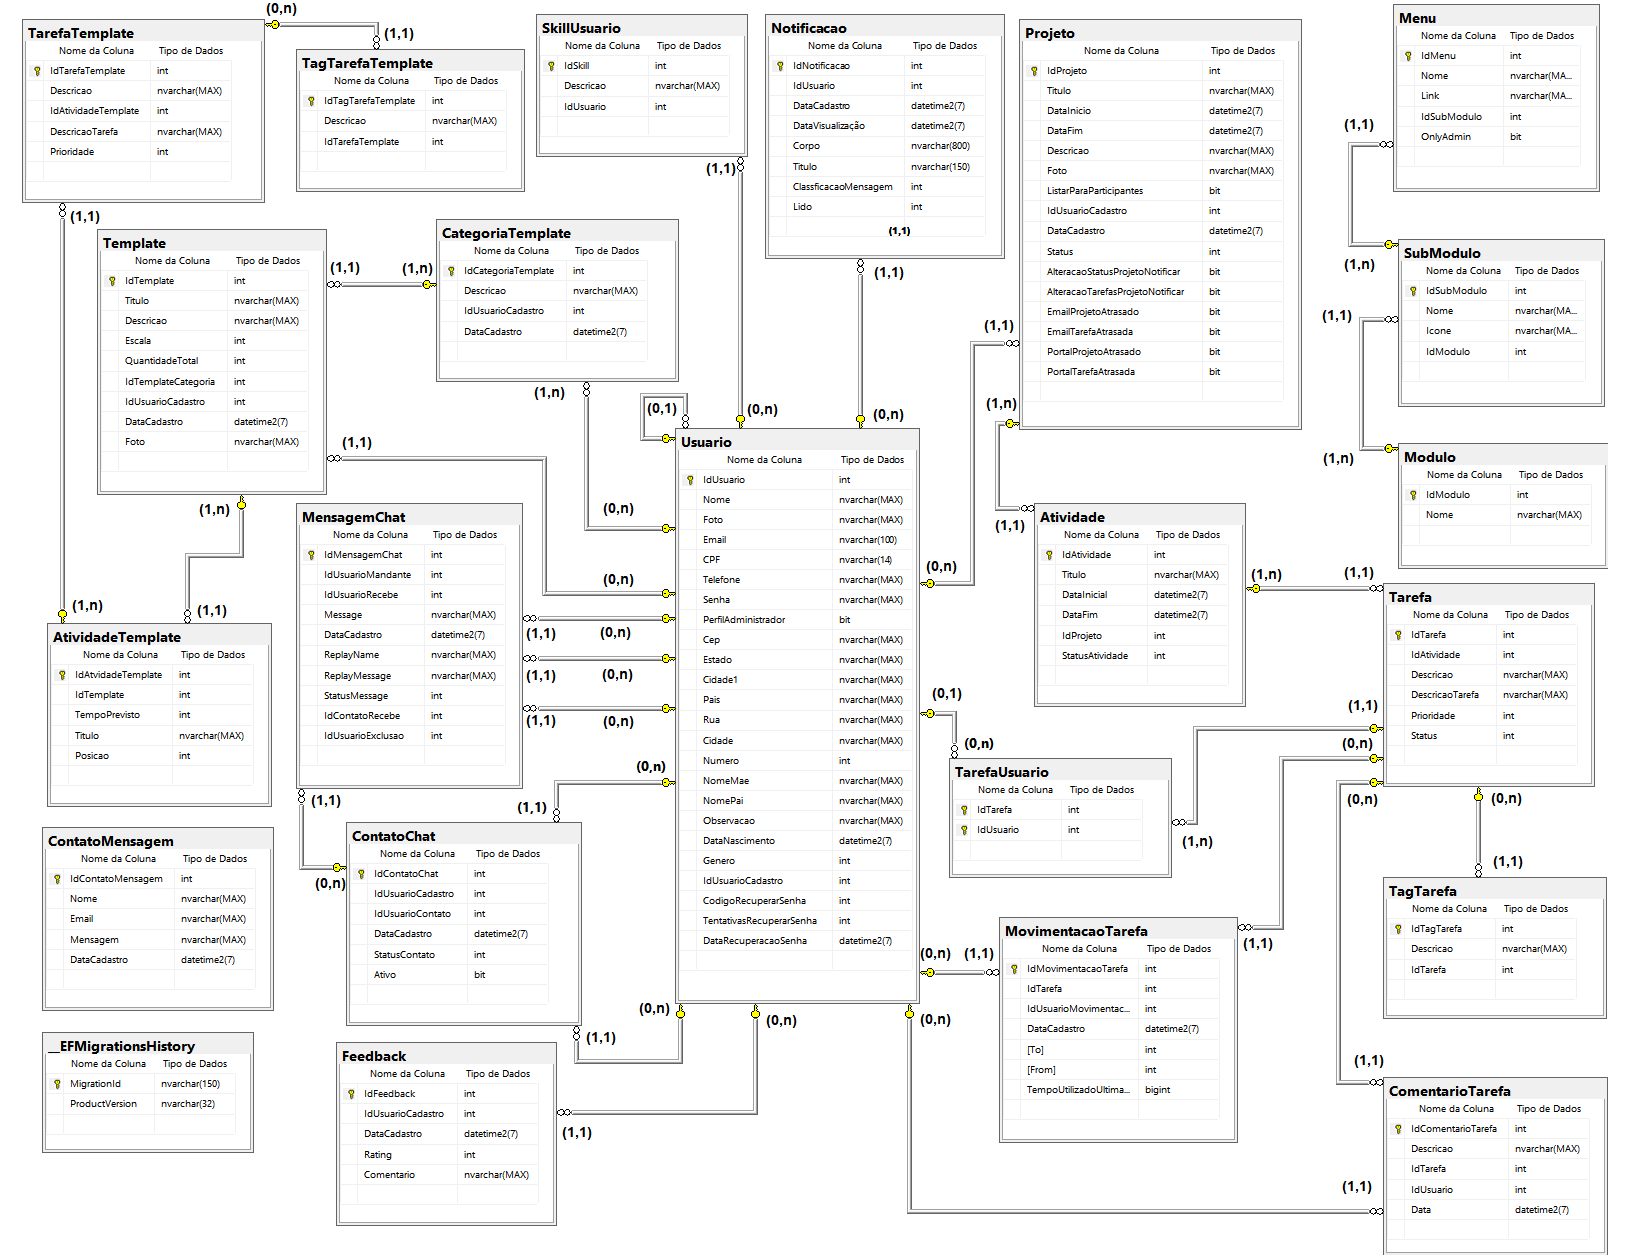 TarefaTemplate
Nome da Coluna Tipo de Dados
IdTarefaTemplate int
Descricao nvarchar(MAX)
IdAtividadeTemplate int
DescricaoTarefa nvarchar(MAX)
Prioridade int
(0,n)
(1,1)
(1,1)
TagTarefaTemplate
Nome da Coluna Tipo de Dados
IdTagTarefaTemplate int
Descricao nvarchar(MAX)
IdTarefaTemplate int
SkillUsuario
Nome da Coluna Tipo de Dados
IdSkill int
Descricao nvarchar(MAX)
IdUsuario int
(1,1)
(0,n)
Notificacao
Nome da Coluna Tipo de Dados
IdNotificacao int
IdUsuario int
DataCadastro datetime2(7)
DataVisualização datetime2(7)
Corpo nvarchar(800)
Titulo nvarchar(150)
ClassficacaoMensagem int
Lido int
(1,1)
(1,1)
(0,n)
Projeto
Nome da Coluna Tipo de Dados
IdProjeto int
Titulo nvarchar(MAX)
DataInicio datetime2(7)
DataFim datetime2(7)
Descricao nvarchar(MAX)
Foto nvarchar(MAX)
ListarParaParticipantes bit
IdUsuarioCadastro int
DataCadastro datetime2(7)
Status int
AlteracaoStatusProjetoNotificar bit
AlteracaoTarefasProjetoNotificar bit
EmailProjetoAtrasado bit
EmailTarefaAtrasada bit
PortalProjetoAtrasado bit
PortalTarefaAtrasada bit
(1,1)
(1,n)
(1,1)
(0,n)
Menu
Nome da Coluna Tipo de Dados
IdMenu int
Nome nvarchar(MA...
Link nvarchar(MA...
IdSubModulo int
OnlyAdmin bit
(1,1)
(1,n)
SubModulo
Nome da Coluna Tipo de Dados
IdSubModulo int
Nome nvarchar(MA...
Icone nvarchar(MA...
IdModulo int
(1,1)
(1,n)
Modulo
Nome da Coluna Tipo de Dados
IdModulo int
Nome nvarchar(MAX)
Template
Nome da Coluna Tipo de Dados
IdTemplate int
Titulo nvarchar(MAX)
Descricao nvarchar(MAX)
Escala int
QuantidadeTotal int
IdTemplateCategoria int
IdUsuarioCadastro int
DataCadastro datetime2(7)
Foto nvarchar(MAX)
(1,1)
(1,n)
(1,1)
(1,n)
(1,1)
(1,n)
CategoriaTemplate
Nome da Coluna Tipo de Dados
IdCategoriaTemplate int
Descricao nvarchar(MAX)
IdUsuarioCadastro int
DataCadastro datetime2(7)
(1,n)
(0,n)
(0,1)
(0,n)
Usuario
Nome da Coluna Tipo de Dados
IdUsuario int
Nome nvarchar(MAX)
Foto nvarchar(MAX)
Email nvarchar(100)
CPF nvarchar(14)
Telefone nvarchar(MAX)
Senha nvarchar(MAX)
PerfilAdministrador bit
Cep nvarchar(MAX)
Estado nvarchar(MAX)
Cidade1 nvarchar(MAX)
Pais nvarchar(MAX)
Rua nvarchar(MAX)
Cidade nvarchar(MAX)
Numero int
NomeMae nvarchar(MAX)
NomePai nvarchar(MAX)
Observacao nvarchar(MAX)
DataNascimento datetime2(7)
Genero int
IdUsuarioCadastro int
CodigoRecuperarSenha int
TentativasRecuperarSenha int
DataRecuperacaoSenha datetime2(7)
MensagemChat
Nome da Coluna Tipo de Dados
IdMensagemChat int
IdUsuarioMandante int
IdUsuarioRecebe int
Message nvarchar(MAX)
DataCadastro datetime2(7)
ReplayName nvarchar(MAX)
ReplayMessage nvarchar(MAX)
StatusMessage int
IdContatoRecebe int
IdUsuarioExclusao int
(1,1) (0,n)
(1,1) (0,n)
(1,1) (0,n)
(1,1)
(0,n)
AtividadeTemplate
Nome da Coluna Tipo de Dados
IdAtvidadeTemplate int
IdTemplate int
TempoPrevisto int
Titulo nvarchar(MAX)
Posicao int
Atividade
Nome da Coluna Tipo de Dados
IdAtividade int
Titulo nvarchar(MAX)
DataInicial datetime2(7)
DataFim datetime2(7)
IdProjeto int
StatusAtividade int
(1,n)
(1,1)
Tarefa
Nome da Coluna Tipo de Dados
IdTarefa int
IdAtividade int
Descricao nvarchar(MAX)
DescricaoTarefa nvarchar(MAX)
Prioridade int
Status int
(1,1)
(0,n)
(0,n)
(0,n)
(1,1)
(0,1)
(0,n)
TarefaUsuario
Nome da Coluna Tipo de Dados
IdTarefa int
IdUsuario int
(1,n)
ContatoMensagem
Nome da Coluna Tipo de Dados
IdContatoMensagem int
Nome nvarchar(MAX)
Email nvarchar(MAX)
Mensagem nvarchar(MAX)
DataCadastro datetime2(7)
(0,n)
(1,1)
ContatoChat
Nome da Coluna Tipo de Dados
IdContatoChat int
IdUsuarioCadastro int
IdUsuarioContato int
DataCadastro datetime2(7)
StatusContato int
Ativo bit
(1,1)
(0,n)
TagTarefa
Nome da Coluna Tipo de Dados
IdTagTarefa int
Descricao nvarchar(MAX)
IdTarefa int
MovimentacaoTarefa
Nome da Coluna Tipo de Dados
IdMovimentacaoTarefa int
IdTarefa int
IdUsuarioMovimentac... int
DataCadastro datetime2(7)
[To] int
[From] int
TempoUtilizadoUltima... bigint
(0,n) (1,1)
(1,1)
__EFMigrationsHistory
Nome da Coluna Tipo de Dados
MigrationId nvarchar(150)
ProductVersion nvarchar(32)
Feedback
Nome da Coluna Tipo de Dados
IdFeedback int
IdUsuarioCadastro int
DataCadastro datetime2(7)
Rating int
Comentario nvarchar(MAX)
(1,1)
(0,n)
(0,n)
(1,1)
(1,1)
ComentarioTarefa
Nome da Coluna Tipo de Dados
IdComentarioTarefa int
Descricao nvarchar(MAX)
IdTarefa int
IdUsuario int
Data datetime2(7)